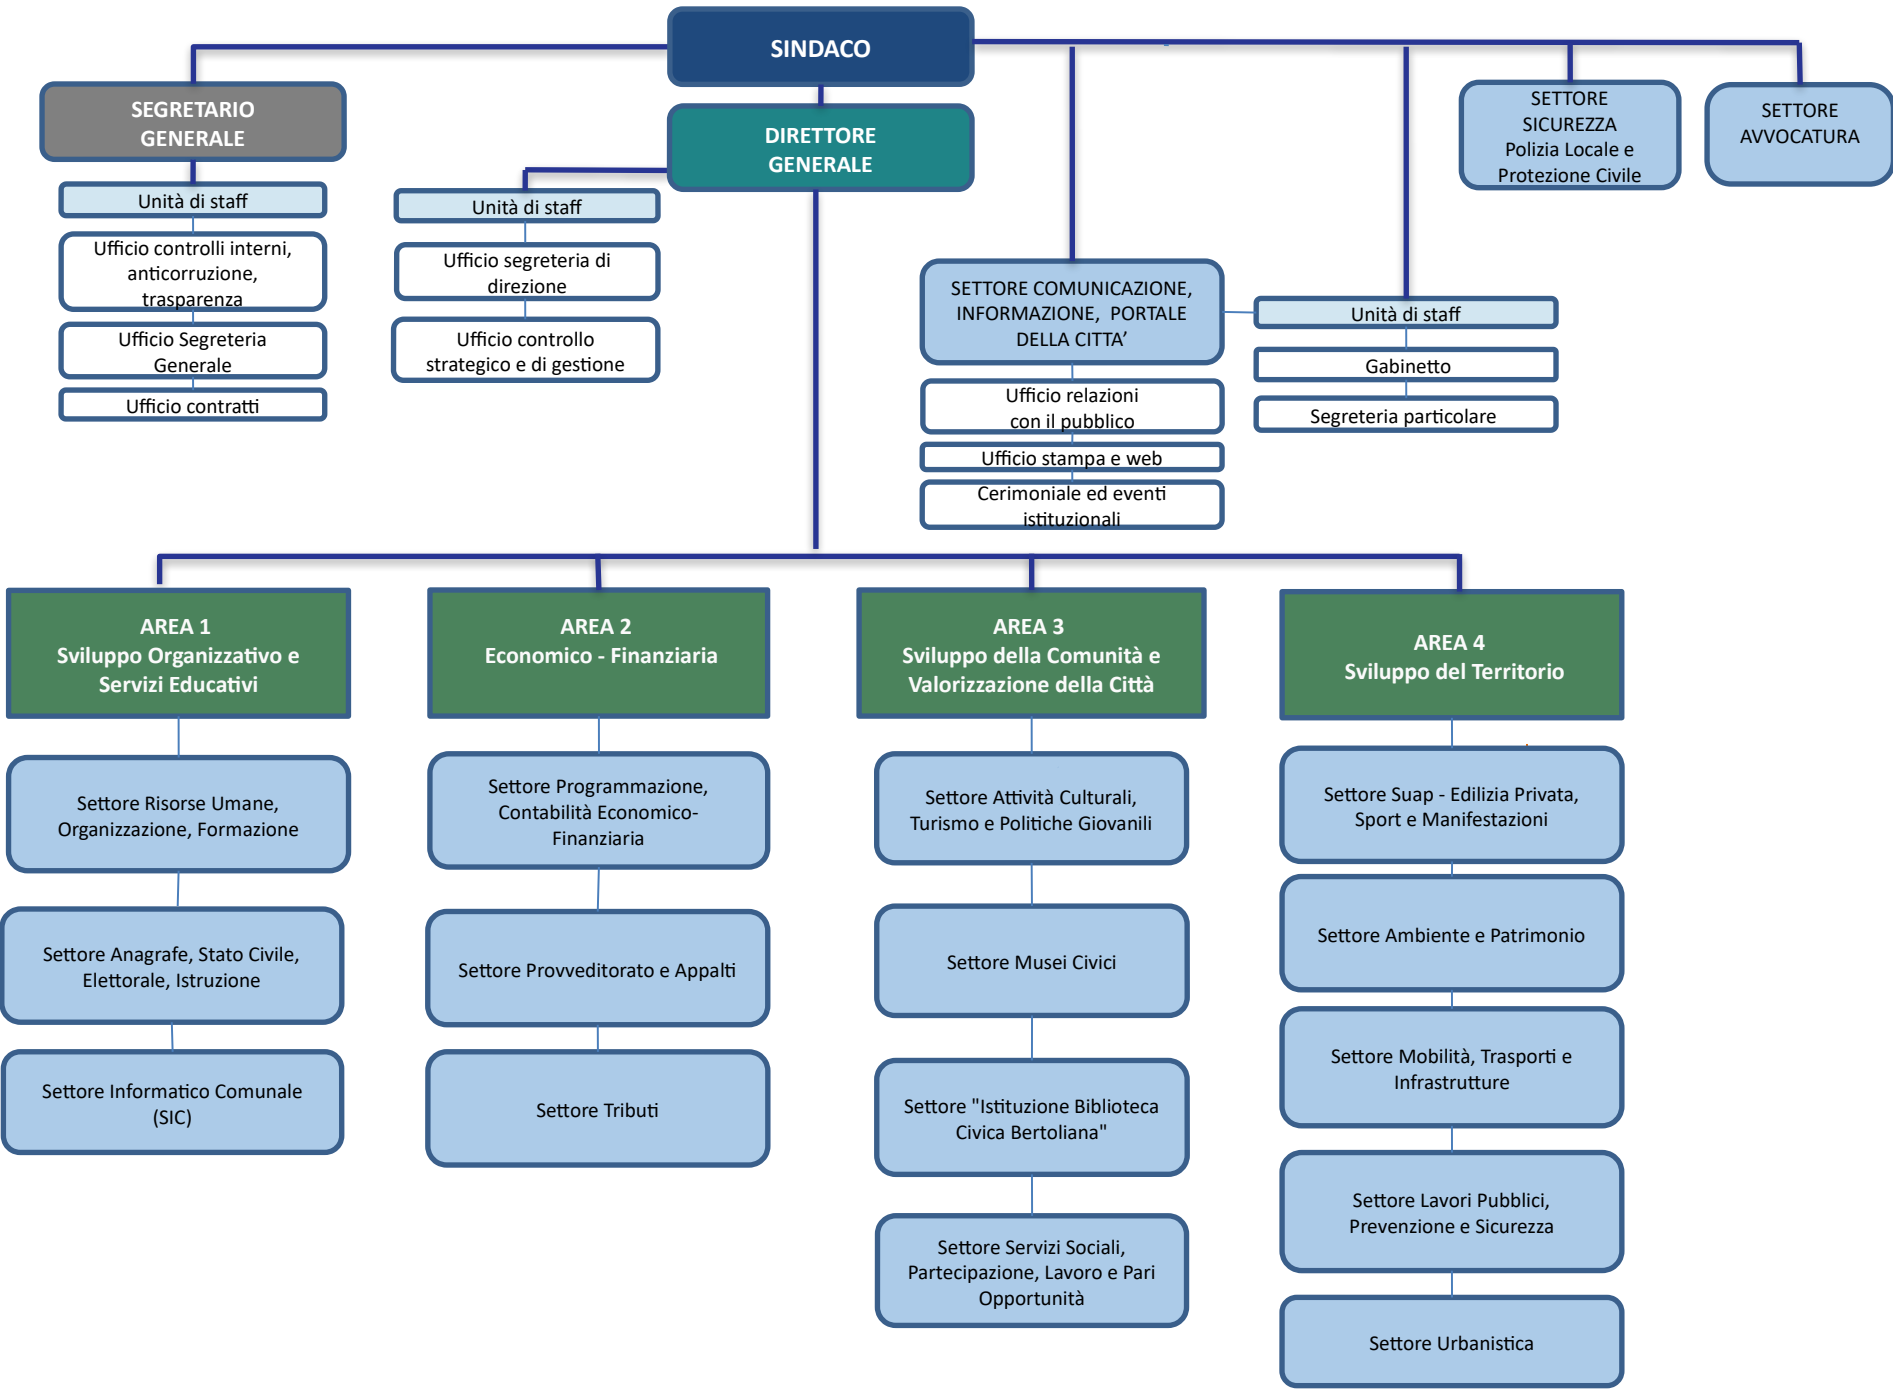 SINDACO
SEGRETARIO
GENERALE
Unità di staff
Ufficio controlli interni,
anticorruzione,
trasparenza
Ufficio Segreteria
Generale
Ufficio contratti
DIRETTORE
GENERALE
Unità di staff
Ufficio segreteria di
direzione
Ufficio controllo
strategico e di gestione
SETTORE COMUNICAZIONE,
INFORMAZIONE, PORTALE
DELLA CITTA’
Ufficio relazioni
con il pubblico
Ufficio stampa e web
Cerimoniale ed eventi
istituzionali
Unità di staff
Gabinetto
Segreteria particolare
SETTORE
SICUREZZA
Polizia Locale e
Protezione Civile
SETTORE
AVVOCATURA
AREA 1
Sviluppo Organizzativo e
Servizi Educativi
Settore Risorse Umane,
Organizzazione, Formazione
Settore Anagrafe, Stato Civile,
Elettorale, Istruzione
Settore Informatico Comunale
(SIC)
AREA 2
Economico - Finanziaria
Settore Programmazione,
Contabilità Economico-
Finanziaria
Settore Provveditorato e Appalti
Settore Tributi
AREA 3
Sviluppo della Comunità e
Valorizzazione della Città
Settore Attività Culturali,
Turismo e Politiche Giovanili
Settore Musei Civici
Settore "Istituzione Biblioteca
Civica Bertoliana"
Settore Servizi Sociali,
Partecipazione, Lavoro e Pari
Opportunità
AREA 4
Sviluppo del Territorio
Settore Suap - Edilizia Privata,
Sport e Manifestazioni
Settore Ambiente e Patrimonio
Settore Mobilità, Trasporti e
Infrastrutture
Settore Lavori Pubblici,
Prevenzione e Sicurezza
Settore Urbanistica